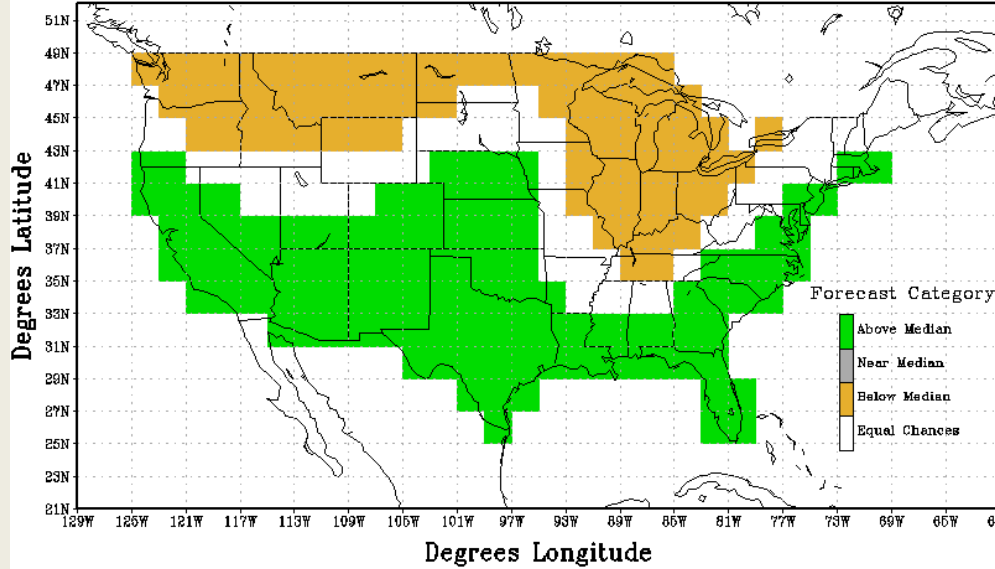 Degrees Latitude
51N
49N
47N
45N
43N
41N
39N
37N
35N
33N
31N
29N
27N
25N
23N
21N
Forecast Category
Above Median
Near Median
Below Median
Equal Chances
129W 125W 121W 117W 113W 109W 105W 101W 97W 93W 89W 85W 81W 77W 73W 69W 65W 6
Degrees Longitude